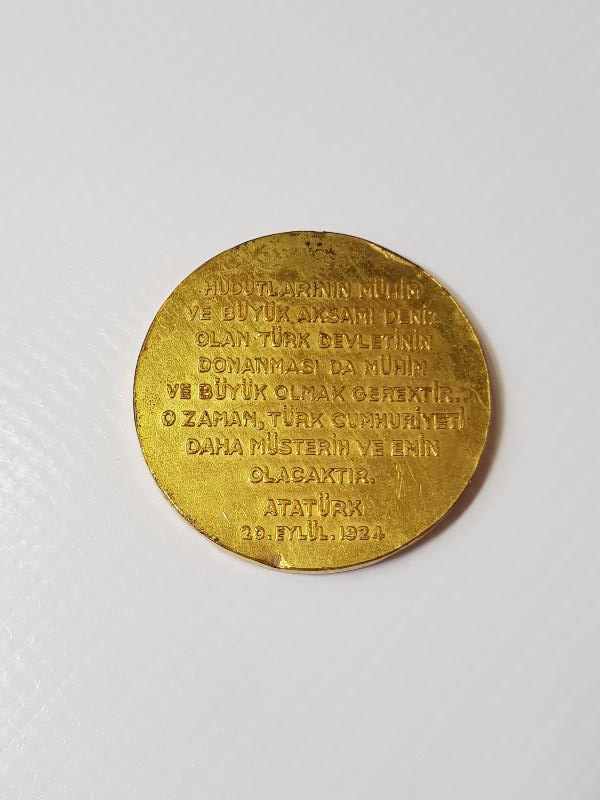 HUDUTLARININ MÜHİM
VE BÜYÜK AKSAMI DENİZ
OLAN TÜRK DEVLETİNİN
DONANMASI DA MÜHİM
VE BÜYÜK OLMAK GEREKTİR.
O ZAMAN, TÜRK CUMHURİYETİ
DAHA MÜSTERİH VE EMİN
OLACAKTIR.
ATATÜRK
20.EYLÜL.1924